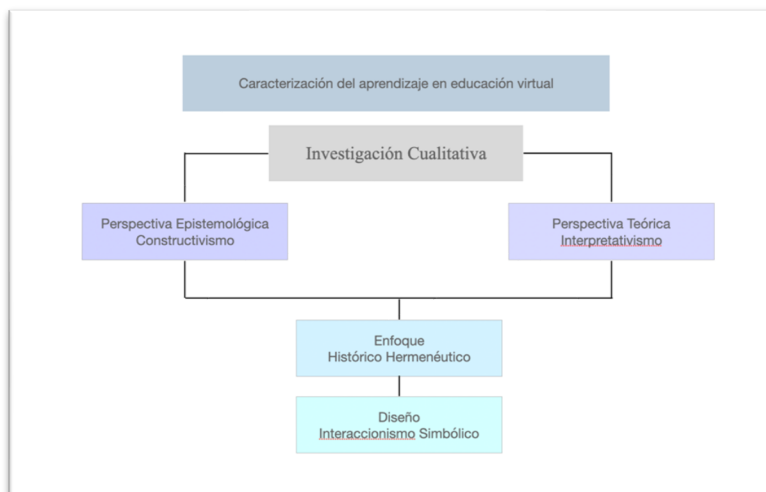 Caracterización del aprendizaje en educación virtual
Investigación Cualitativa
Perspectiva Epistemológica
Constructivismo
Perspectiva Teórica
Interpretativismo
Enfoque
Histórico Hermenéutico
Diseño
Interaccionismo Simbólico